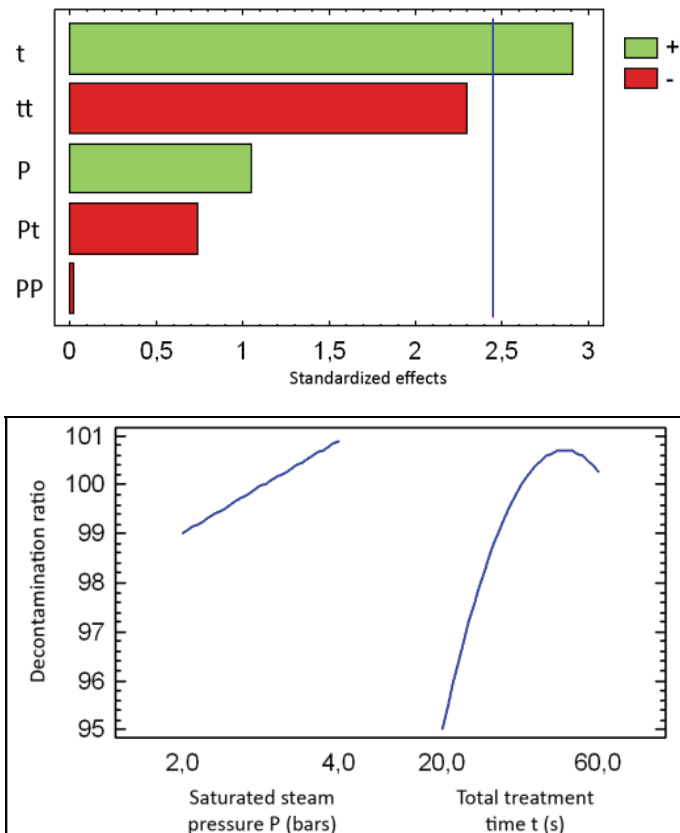 t
+
-
tt
P
Pt
PP
0 0,5 1 1,5 2 2,5 3
Standardized effects
101
100
99
98
97
96
95
Decontamination ratio
2,0 4,0 20,0 60,0
Saturated steam
pressure P (bars)
Total treatment
time t (s)